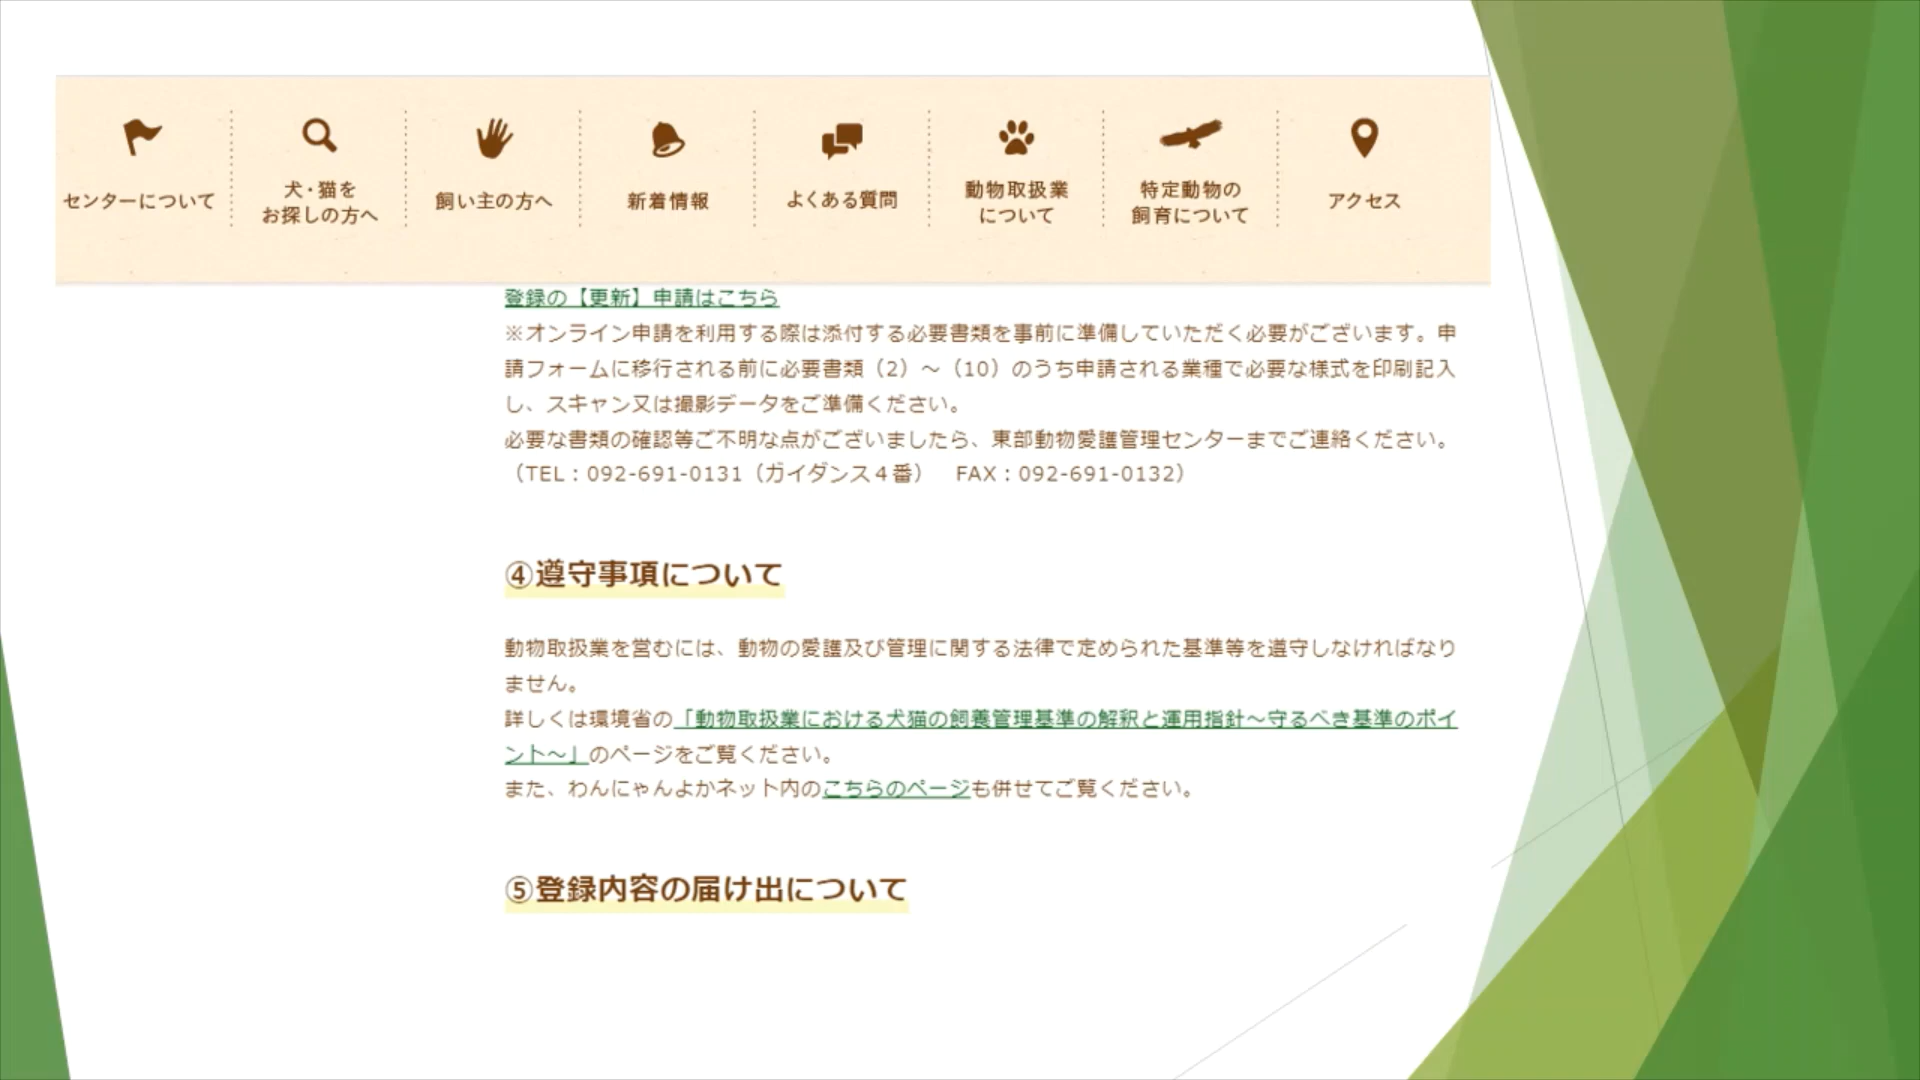 センターについて
犬・猫を
お探しの方へ
飼い主の方へ
新着情報
よくある質問
動物取扱業
について
特定動物の
飼育について
アクセス
登録の【更新】申請はこちら
※オンライン申請を利用する際は添付する必要書類を事前に準備していただく必要がございます。申
請フォームに移行される前に必要書類（2）～（10）のうち申請される業種で必要な様式を印刷記入
し、スキャン又は撮影データをご準備ください。
必要な書類の確認等ご不明な点がございましたら、東部動物愛護管理センターまでご連絡ください。
（TEL：092-691-0131（ガイダンス４番）　FAX：092-691-0132）
④遵守事項について
動物取扱業を営むには、動物の愛護及び管理に関する法律で定められた基準等を遵守しなければなり
ません。
詳しくは環境省の「動物取扱業における犬猫の飼養管理基準の解釈と運用指針～守るべき基準のポイ
ント～」のページをご覧ください。
また、わんにゃんよかネット内のこちらのページも併せてご覧ください。
⑤登録内容の届け出について